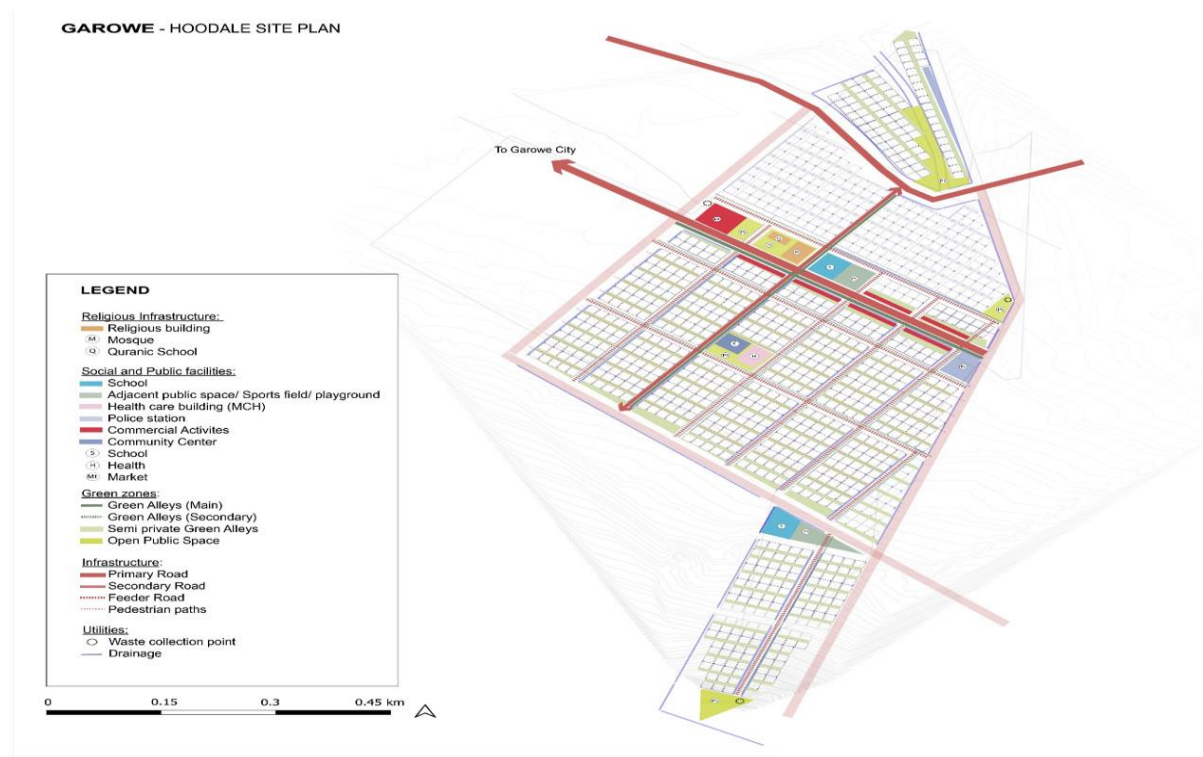 GAROWE - HOODALE SITE PLAN
To Garowe City
LEGEND
Religious Infrastructure:
Religious building
M Mosque
Q Quranic School
Social and Public facilities:
School
Adjacent public space/ Sports field/ playground
Health care building (MCH)
Police station
Commercial Activites
Community Center
S School
H Health
MI Market
Green zones:
Green Alleys (Main)
Green Alleys (Secondary)
Semi private Green Alleys
Open Public Space
Infrastructure:
Primary Road
Secondary Road
Feeder Road
Pedestrian paths
Utilities:
Waste collection point
Drainage
0 0.15 0.3 0.45 km